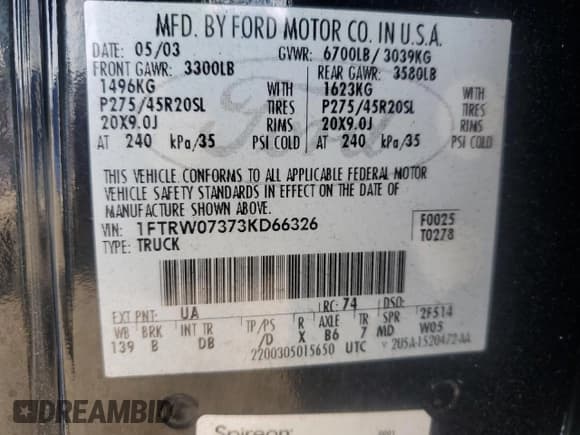 MFD. BY FORD MOTOR CO. IN U.S.A.
DATE: 05/03 GVWR: 6700LB/ 3039KG
FRONT GAWR: 3300LB REAR GAWR: 3580LB
1496KG WITH 1623KG WITH
P275/45R20SL TIRES P275/45R20SL TIRES
20X9.0J RIMS 20X9.0J RIMS
AT 240 kPa/35 PSI COLD AT 240 kPa/35 PSI COLD
Ford
THIS VEHICLE CONFORMS TO ALL APPLICABLE FEDERAL MOTOR
VEHICLE SAFETY STANDARDS IN EFFECT ON THE DATE OF
MANUFACTURE SHOWN ABOVE.
VIN: 1FTRW07373KD66326 F0025
TYPE: TRUCK T0278
EXT PNT: UA RC: 74 DSO:
WB BRK INT TR TP/PS R AXLE TR SPR 2F514
139 B DB /D X B6 7 MD W05
2200305015650 UTC 2U5A-1520472-AA
Spireon
DREAMBID